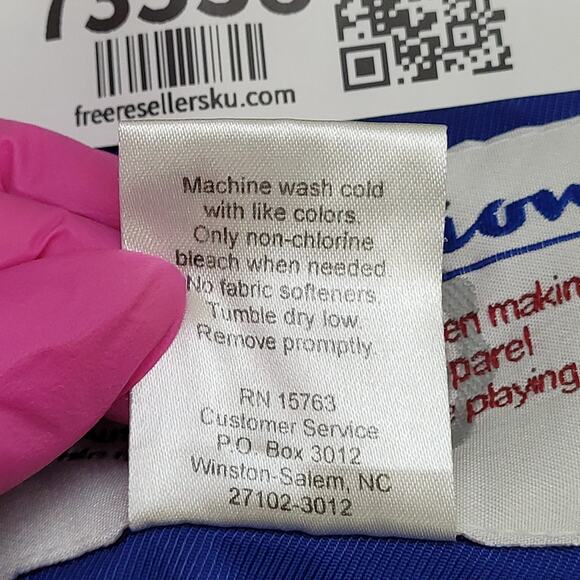 freeresellersku.com
Machine wash cold
with like colors.
Only non-chlorine
bleach when needed
No fabric softeners.
Tumble dry low.
Remove promptly.
RN 15763
Customer Service
P.O. Box 3012
Winston-Salem, NC
27102-3012
playing